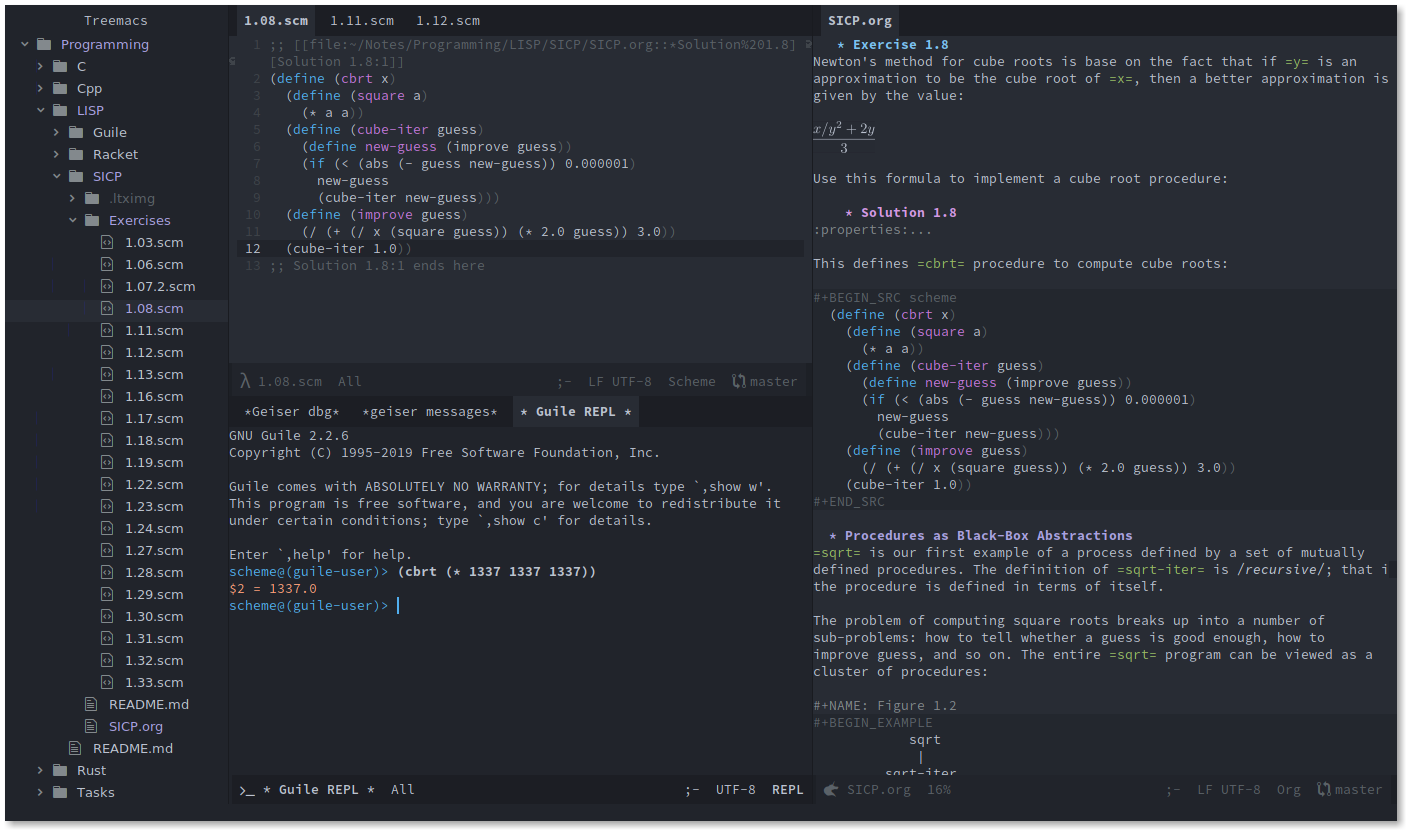 Treemacs
Programming
C
Cpp
LISP
Guile
Racket
SICP
.ltximg
Exercises
1.03.scm
1.06.scm
1.07.2.scm
1.08.scm
1.11.scm
1.12.scm
1.13.scm
1.16.scm
1.17.scm
1.18.scm
1.19.scm
1.22.scm
1.23.scm
1.24.scm
1.27.scm
1.28.scm
1.29.scm
1.30.scm
1.31.scm
1.32.scm
1.33.scm
README.md
SICP.org
README.md
Rust
Tasks
1.08.scm 1.11.scm 1.12.scm
1 ;; [[file:~/Notes/Programming/LISP/SICP/SICP.org::*Solution%201.8]
[Solution 1.8:1]]
2 (define (cbrt x)
3 (define (square a)
4 (* a a))
5 (define (cube-iter guess)
6 (define new-guess (improve guess))
7 (if (< (abs (- guess new-guess)) 0.000001)
8 new-guess
9 (cube-iter new-guess)))
10 (define (improve guess)
11 (/ (+ (/ x (square guess)) (* 2.0 guess)) 3.0))
12 (cube-iter 1.0))
13 ;; Solution 1.8:1 ends here
λ 1.08.scm All ;- LF UTF-8 Scheme master
*Geiser dbg* *geiser messages* * Guile REPL *
GNU Guile 2.2.6
Copyright (C) 1995-2019 Free Software Foundation, Inc.
Guile comes with ABSOLUTELY NO WARRANTY; for details type `,show w'.
This program is free software, and you are welcome to redistribute it
under certain conditions; type `,show c' for details.
Enter `,help' for help.
scheme@(guile-user)> (cbrt (* 1337 1337 1337))
$2 = 1337.0
scheme@(guile-user)>
>_ * Guile REPL * All ;- UTF-8 REPL
SICP.org
* Exercise 1.8
Newton's method for cube roots is base on the fact that if =y= is an
approximation to be the cube root of =x=, then a better approximation is
given by the value:
x/y² + 2y
3
Use this formula to implement a cube root procedure:
* Solution 1.8
:properties:...
This defines =cbrt= procedure to compute cube roots:
#+BEGIN_SRC scheme
(define (cbrt x)
(define (square a)
(* a a))
(define (cube-iter guess)
(define new-guess (improve guess))
(if (< (abs (- guess new-guess)) 0.000001)
new-guess
(cube-iter new-guess)))
(define (improve guess)
(/ (+ (/ x (square guess)) (* 2.0 guess)) 3.0))
(cube-iter 1.0))
#+END_SRC
* Procedures as Black-Box Abstractions
=sqrt= is our first example of a process defined by a set of mutually
defined procedures. The definition of =sqrt-iter= is /recursive/; that i
the procedure is defined in terms of itself.
The problem of computing square roots breaks up into a number of
sub-problems: how to tell whether a guess is good enough, how to
improve guess, and so on. The entire =sqrt= program can be viewed as a
cluster of procedures:
#+NAME: Figure 1.2
#+BEGIN_EXAMPLE
sqrt
|
sqrt-iter
SICP.org 16% ;- LF UTF-8 Org master